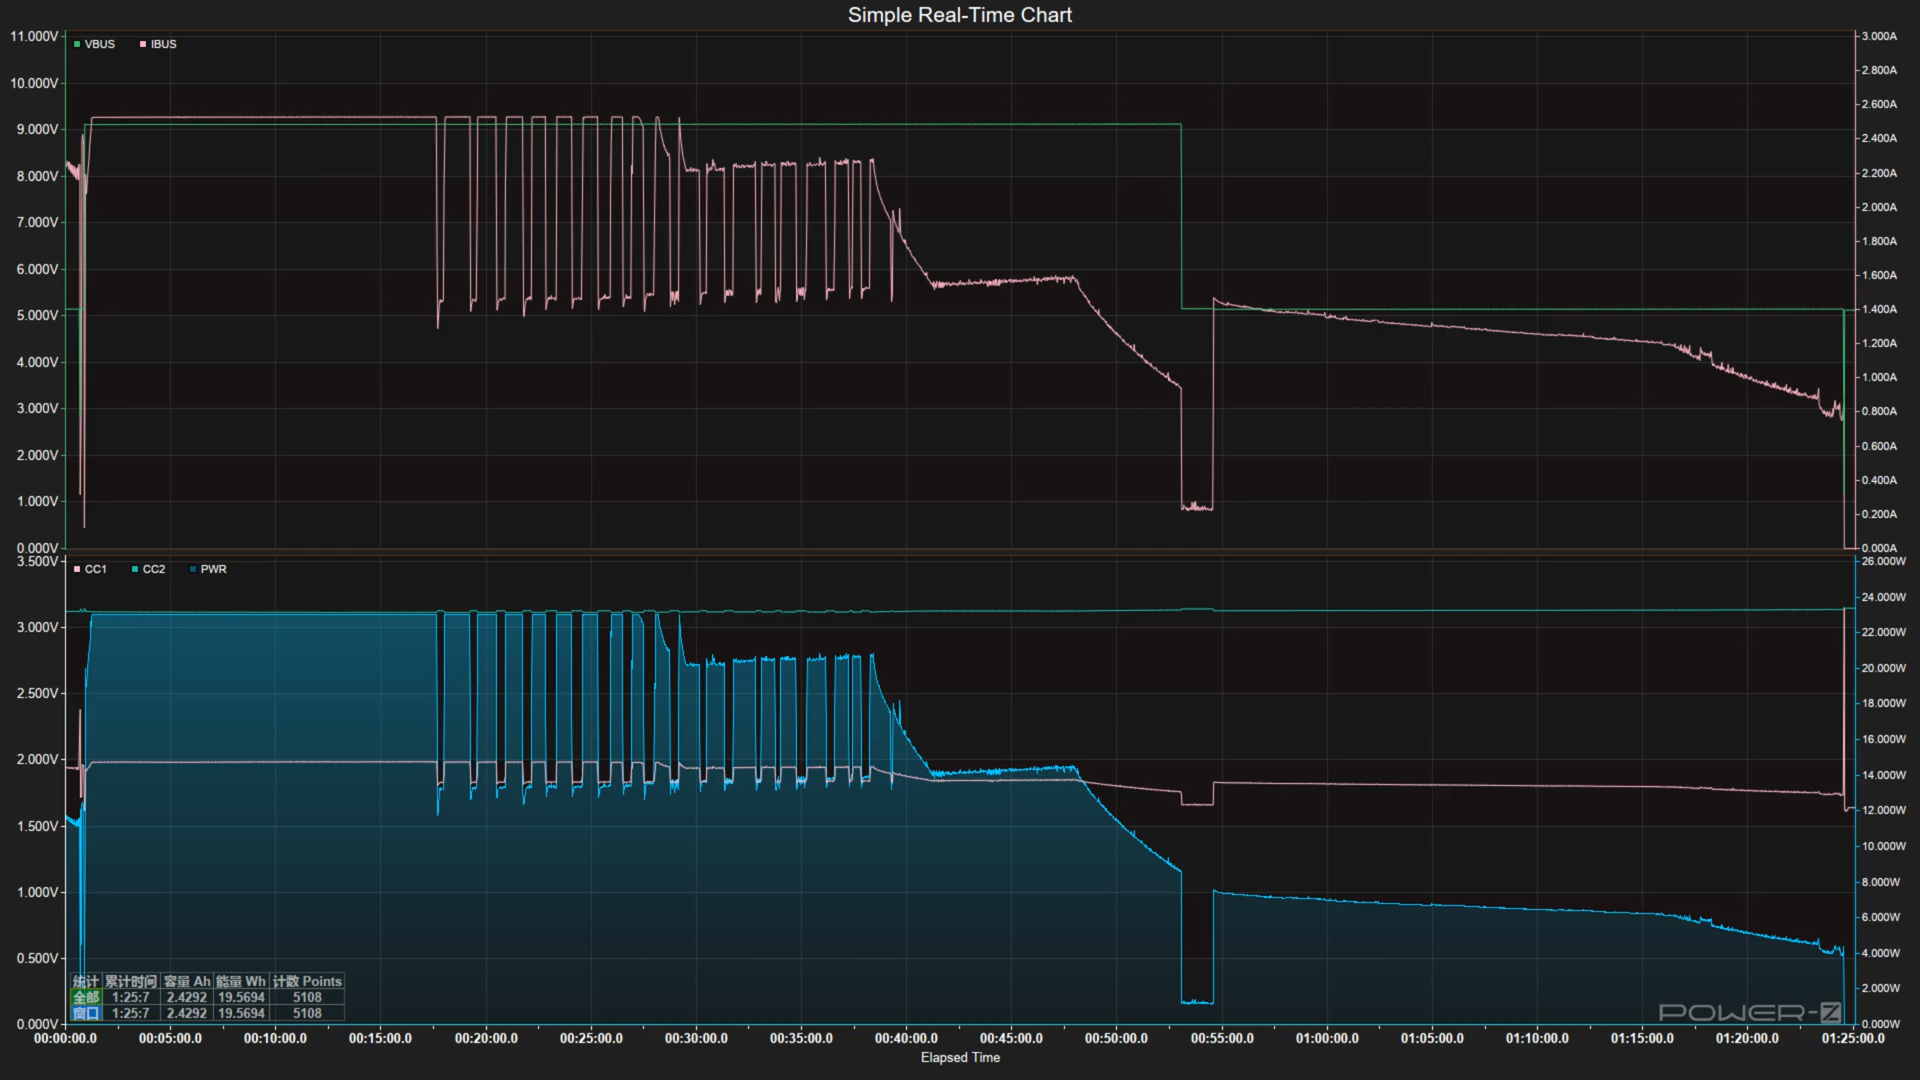 Simple Real-Time Chart
11.000V
10.000V
9.000V
8.000V
7.000V
6.000V
5.000V
4.000V
3.000V
2.000V
1.000V
0.000V
VBUS IBUS
3.000A
2.800A
2.600A
2.400A
2.200A
2.000A
1.800A
1.600A
1.400A
1.200A
1.000A
0.800A
0.600A
0.400A
0.200A
0.000A
3.500V
3.000V
2.500V
2.000V
1.500V
1.000V
0.500V
0.000V
CC1 CC2 PWR
26.000W
24.000W
22.000W
20.000W
18.000W
16.000W
14.000W
12.000W
10.000W
8.000W
6.000W
4.000W
2.000W
0.000W
统计 累计时间 容量 Ah 能量 Wh 计数 Points
全部 1:25:7 2.4292 19.5694 5108
窗口 1:25:7 2.4292 19.5694 5108
POWER-Z
00:00:00.0 00:05:00.0 00:10:00.0 00:15:00.0 00:20:00.0 00:25:00.0 00:30:00.0 00:35:00.0 00:40:00.0 00:45:00.0 00:50:00.0 00:55:00.0 01:00:00.0 01:05:00.0 01:10:00.0 01:15:00.0 01:20:00.0 01:25:00.0
Elapsed Time